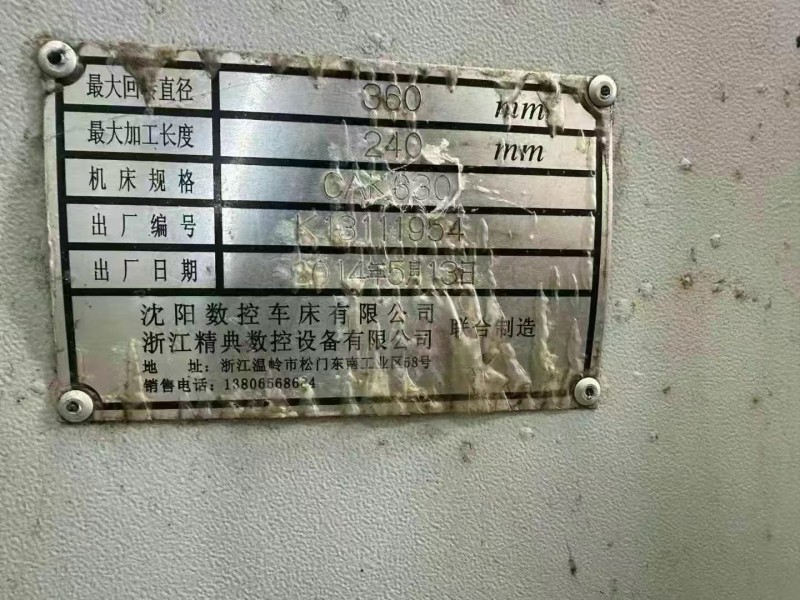 最大回转直径 360 mm
最大加工长度 240 mm
机床规格 CAK630
出厂编号 K13111954
出厂日期 2014年5月13日
沈阳数控车床有限公司
浙江精典数控设备有限公司 联合制造
地 址：浙江温岭市松门东南工业区58号
销售电话：